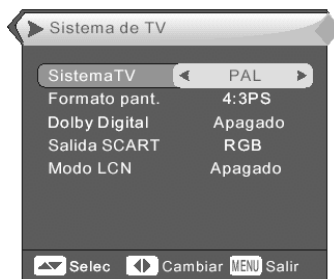 Sistema de TV
SistemaTV PAL
Formato pant. 4:3PS
Dolby Digital Apagado
Salida SCART RGB
Modo LCN Apagado
Selec Cambiar MENU Salir